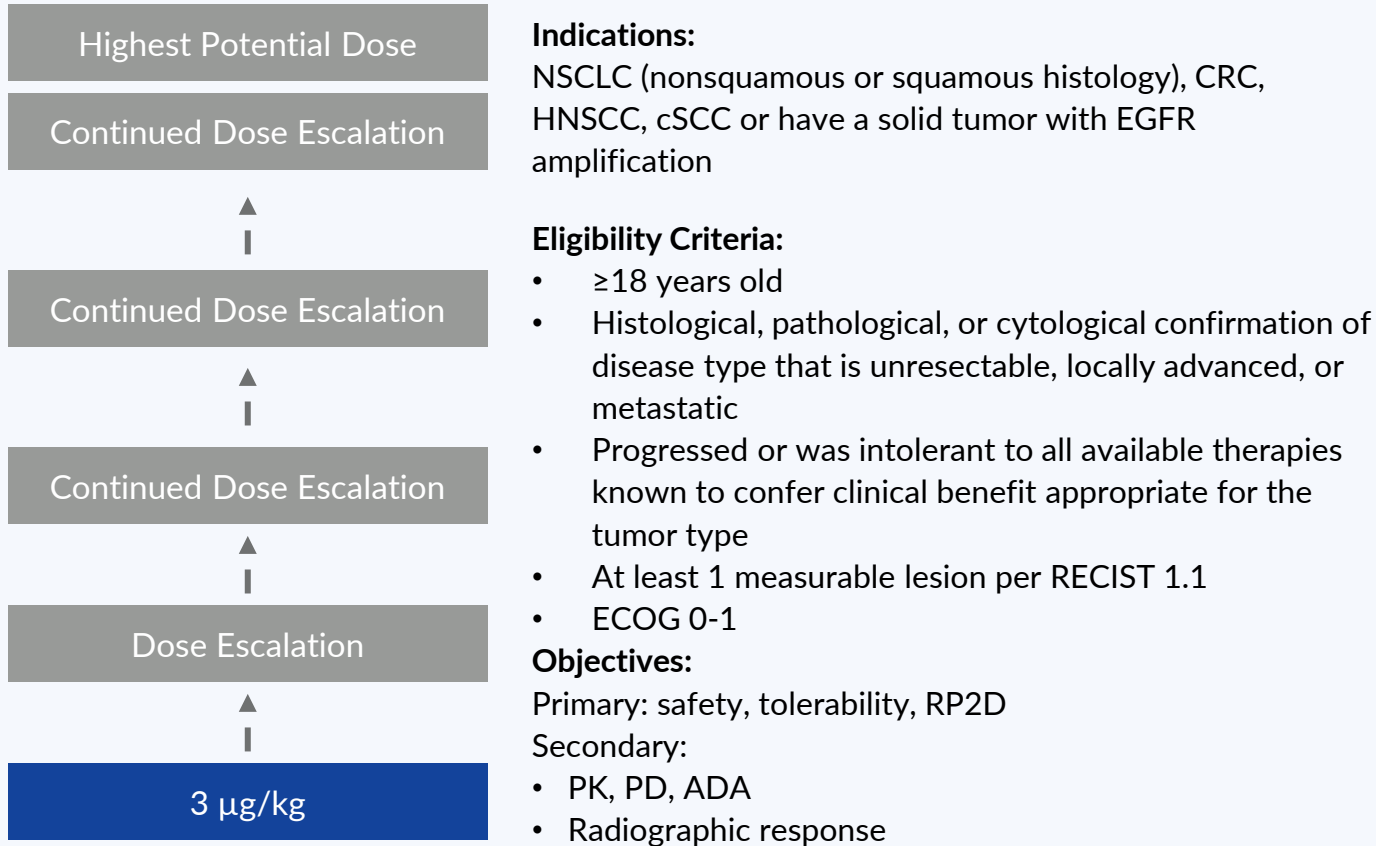 Highest Potential Dose
Continued Dose Escalation
Continued Dose Escalation
Continued Dose Escalation
Dose Escalation
3 µg/kg
Indications:
NSCLC (nonsquamous or squamous histology), CRC,
HNSCC, cSCC or have a solid tumor with EGFR
amplification
Eligibility Criteria:
• ≥18 years old
• Histological, pathological, or cytological confirmation of
disease type that is unresectable, locally advanced, or
metastatic
• Progressed or was intolerant to all available therapies
known to confer clinical benefit appropriate for the
tumor type
• At least 1 measurable lesion per RECIST 1.1
• ECOG 0-1
Objectives:
Primary: safety, tolerability, RP2D
Secondary:
• PK, PD, ADA
• Radiographic response